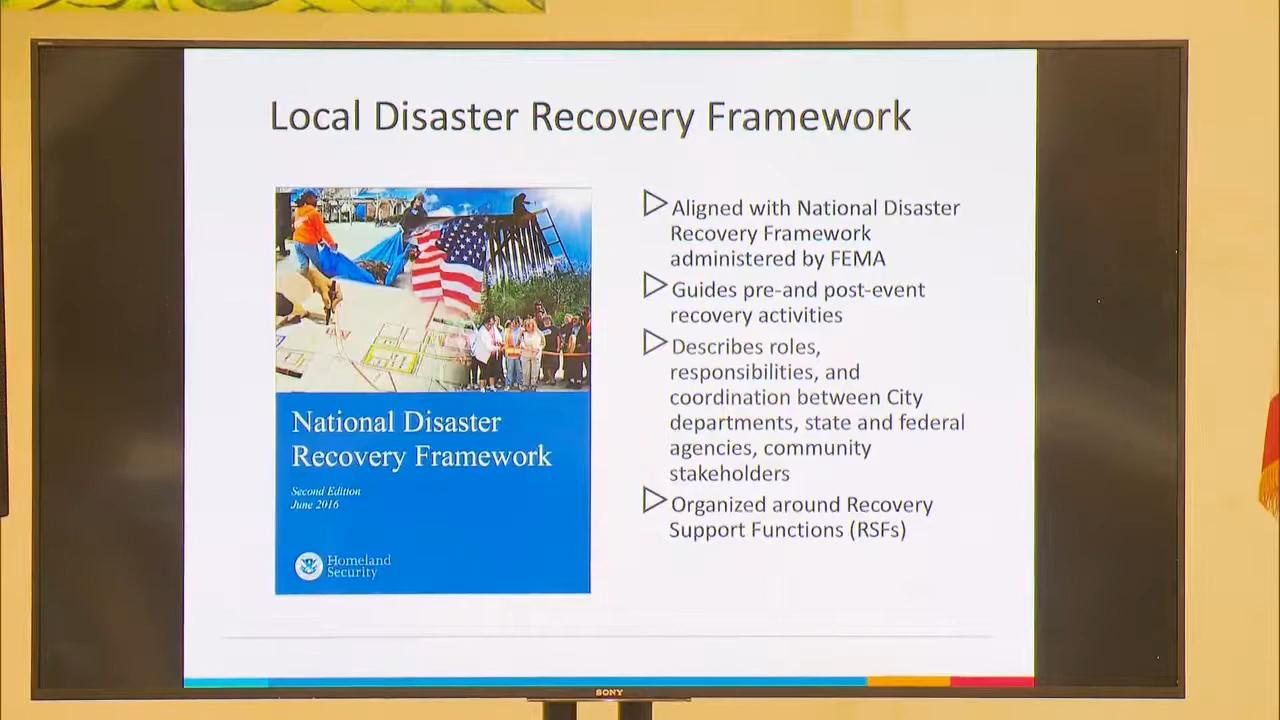 Local Disaster Recovery Framework
National Disaster
Recovery Framework
Second Edition
June 2016
Homeland
Security
Aligned with National Disaster
Recovery Framework
administered by FEMA
Guides pre-and post-event
recovery activities
Describes roles,
responsibilities, and
coordination between City
departments, state and federal
agencies, community
stakeholders
Organized around Recovery
Support Functions (RSFs)
SONY